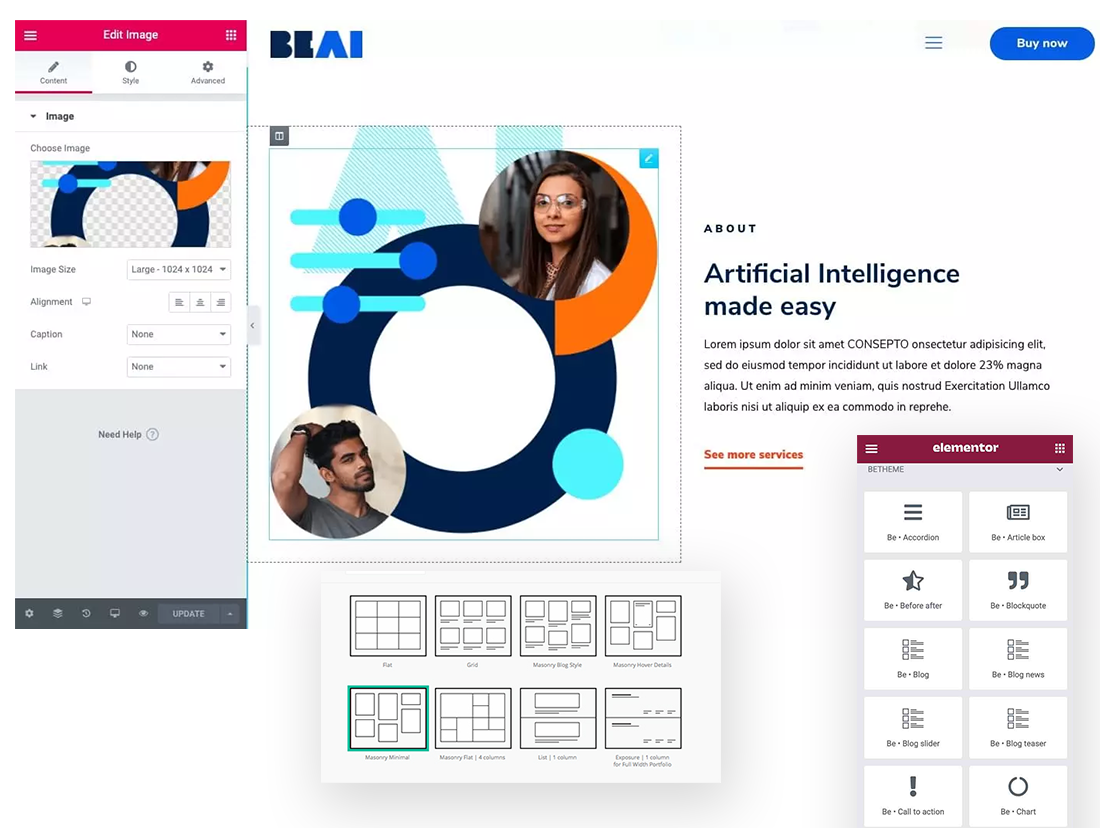 Edit Image
Content
Style
Advanced
Image
Choose Image
Image Size
Large - 1024 x 1024
Alignment
Caption
None
Link
None
Need Help ?
UPDATE
BEAI
Buy now
ABOUT
Artificial Intelligence
made easy
Lorem ipsum dolor sit amet CONSEPTO onsectetur adipisicing elit,
sed do eiusmod tempor incididunt ut labore et dolore 23% magna
aliqua. Ut enim ad minim veniam, quis nostrud Exercitation Ullamco
laboris nisi ut aliquip ex ea commodo in reprehe.
See more services
Flat
Grid
Masonry Blog Style
Masonry Hover Details
Masonry Minimal
Masonry Flat | 4 columns
List | 1 column
Exposure | 1 column
for Full Width Portfolio
elementor
BETHEME
Be • Accordion
Be • Article box
Be • Before after
Be • Blockquote
Be • Blog
Be • Blog news
Be • Blog slider
Be • Blog teaser
Be • Call to action
Be • Chart